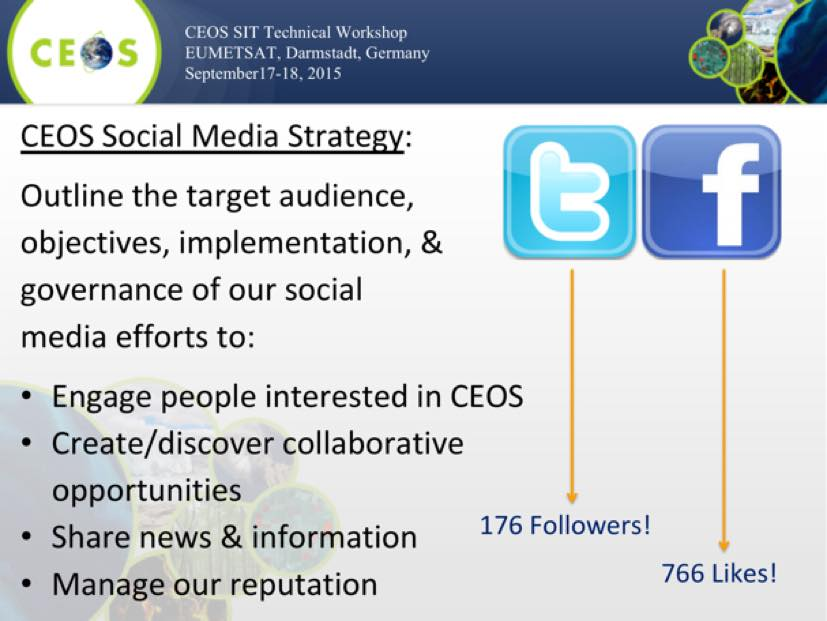 CEOS
CEOS SIT Technical Workshop
EUMETSAT, Darmstadt, Germany
September17-18, 2015
CEOS Social Media Strategy:
Outline the target audience,
objectives, implementation, &
governance of our social
media efforts to:
• Engage people interested in CEOS
• Create/discover collaborative
opportunities
• Share news & information
• Manage our reputation
t
f
176 Followers!
766 Likes!